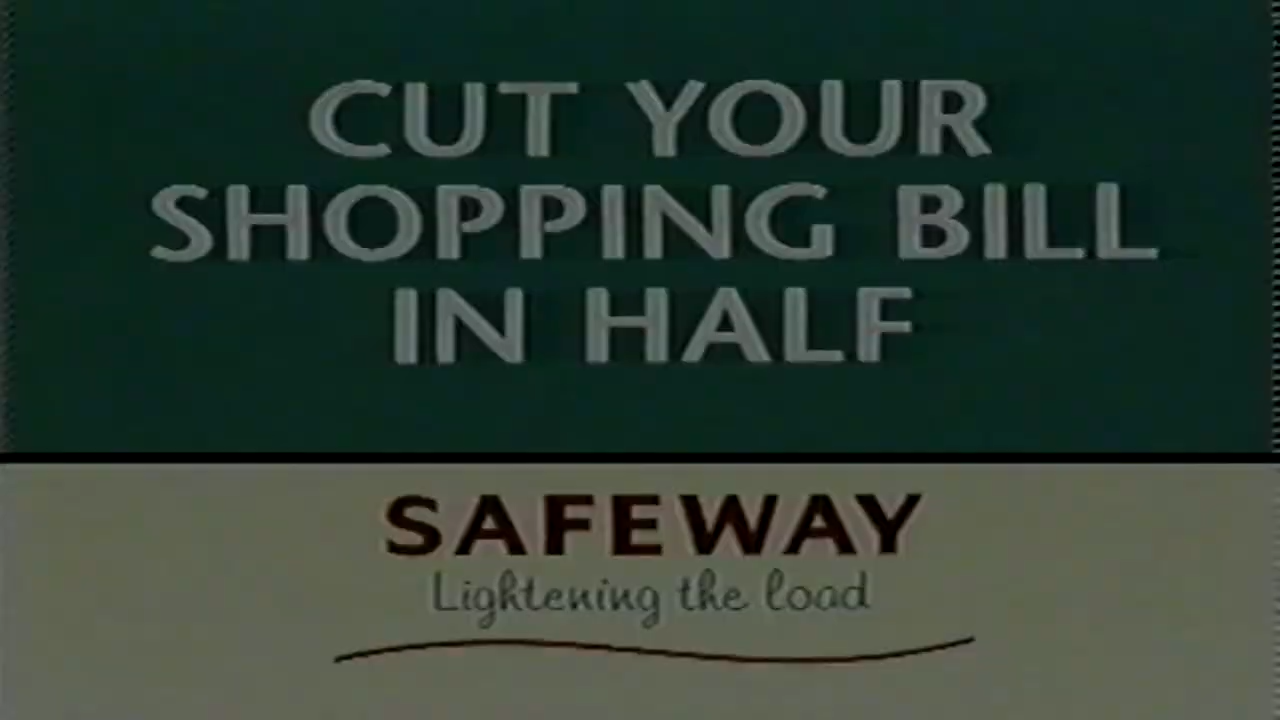 CUT YOUR
SHOPPING BILL
IN HALF
SAFEWAY
Lightening the load